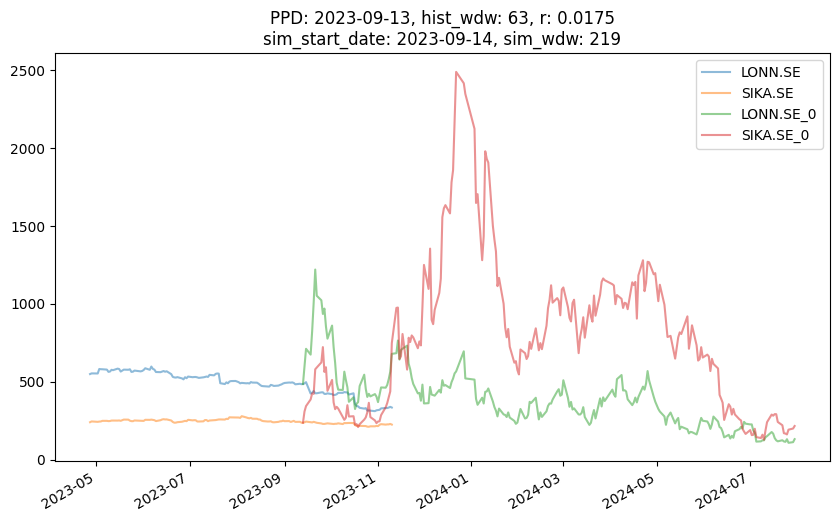 PPD: 2023-09-13, hist_wdw: 63, r: 0.0175
sim_start_date: 2023-09-14, sim_wdw: 219
2500
2000
1500
1000
500
0
LONN.SE
SIKA.SE
LONN.SE_0
SIKA.SE_0
2023-05
2023-07
2023-09
2023-11
2024-01
2024-03
2024-05
2024-07